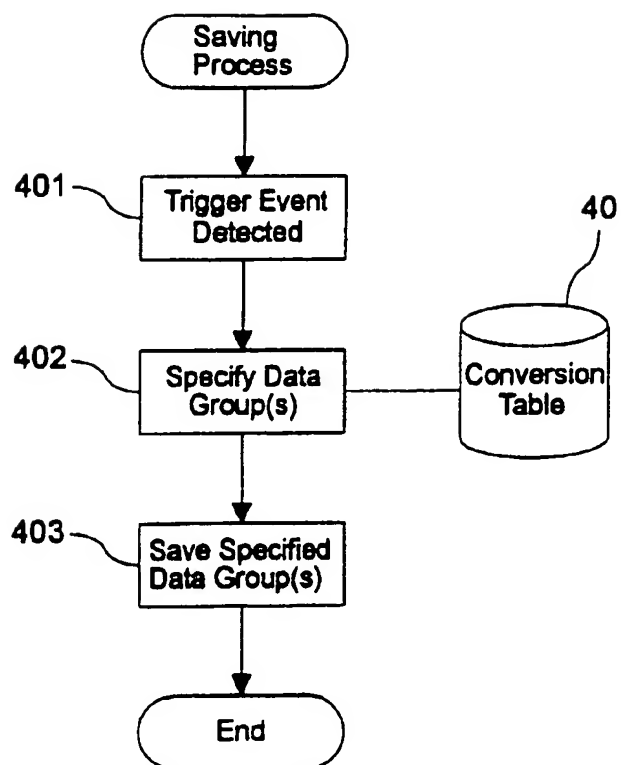 Saving
Process
401
Trigger Event
Detected
40
402
Specify Data
Group(s)
Conversion
Table
403
Save Specified
Data Group(s)
End